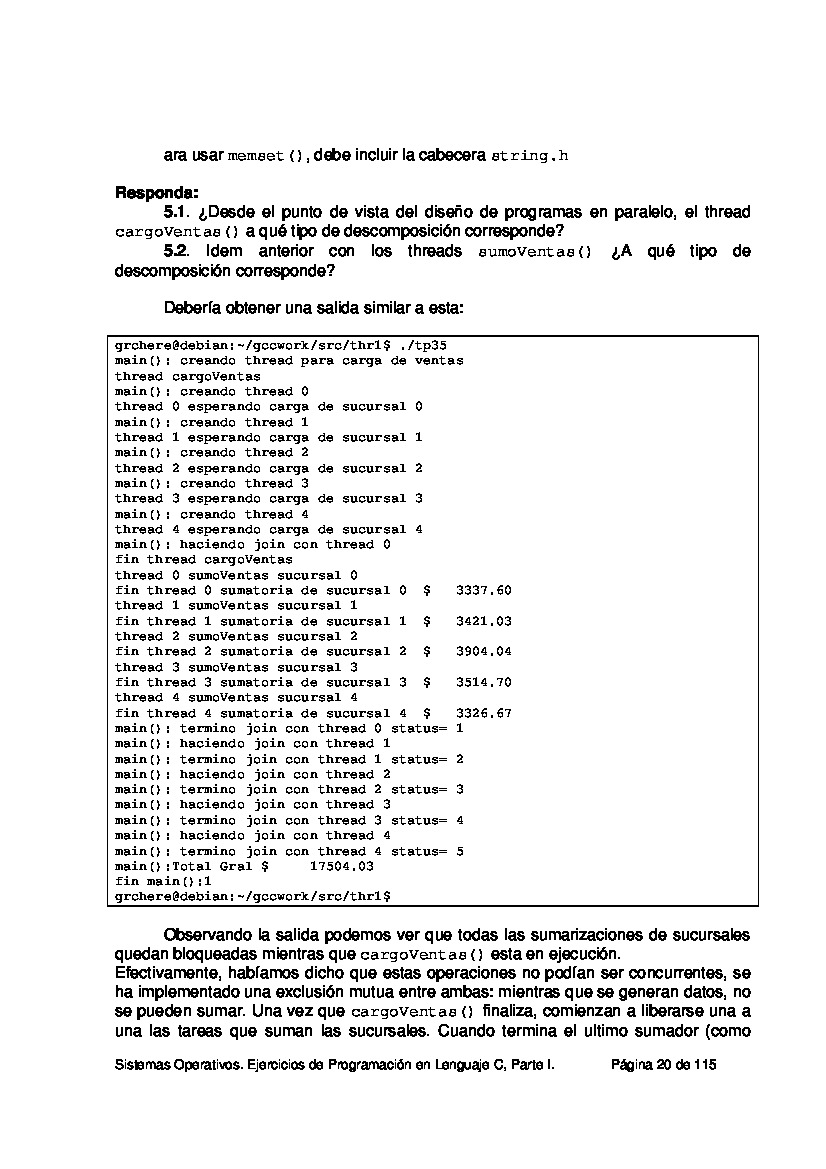 ara usar memset(), debe incluir la cabecera string.h
Responda:
5.1. ¿Desde el punto de vista del diseño de programas en paralelo, el thread
cargoVentas() a qué tipo de descomposición corresponde?
5.2. Idem anterior con los threads sumoVentas() ¿A qué tipo de
descomposición corresponde?
Debería obtener una salida similar a esta:
grchere@debian:~/gccwork/src/thr1$ ./tp35
main(): creando thread para carga de ventas
thread cargoVentas
main(): creando thread 0
thread 0 esperando carga de sucursal 0
main(): creando thread 1
thread 1 esperando carga de sucursal 1
main(): creando thread 2
thread 2 esperando carga de sucursal 2
main(): creando thread 3
thread 3 esperando carga de sucursal 3
main(): creando thread 4
thread 4 esperando carga de sucursal 4
main(): haciendo join con thread 0
fin thread cargoVentas
thread 0 sumoVentas sucursal 0
fin thread 0 sumatoria de sucursal 0 $ 3337.60
thread 1 sumoVentas sucursal 1
fin thread 1 sumatoria de sucursal 1 $ 3421.03
thread 2 sumoVentas sucursal 2
fin thread 2 sumatoria de sucursal 2 $ 3904.04
thread 3 sumoVentas sucursal 3
fin thread 3 sumatoria de sucursal 3 $ 3514.70
thread 4 sumoVentas sucursal 4
fin thread 4 sumatoria de sucursal 4 $ 3326.67
main(): termino join con thread 0 status= 1
main(): haciendo join con thread 1
main(): termino join con thread 1 status= 2
main(): haciendo join con thread 2
main(): termino join con thread 2 status= 3
main(): haciendo join con thread 3
main(): termino join con thread 3 status= 4
main(): haciendo join con thread 4
main(): termino join con thread 4 status= 5
main():Total Gral $ 17504.03
fin main():1
grchere@debian:~/gccwork/src/thr1$
Observando la salida podemos ver que todas las sumarizaciones de sucursales
quedan bloqueadas mientras que cargoVentas() esta en ejecución.
Efectivamente, habíamos dicho que estas operaciones no podían ser concurrentes, se
ha implementado una exclusión mutua entre ambas: mientras que se generan datos, no
se pueden sumar. Una vez que cargoVentas() finaliza, comienzan a liberarse una a
una las tareas que suman las sucursales. Cuando termina el ultimo sumador (como
Sistemas Operativos. Ejercicios de Programación en Lenguaje C, Parte I. Página 20 de 115